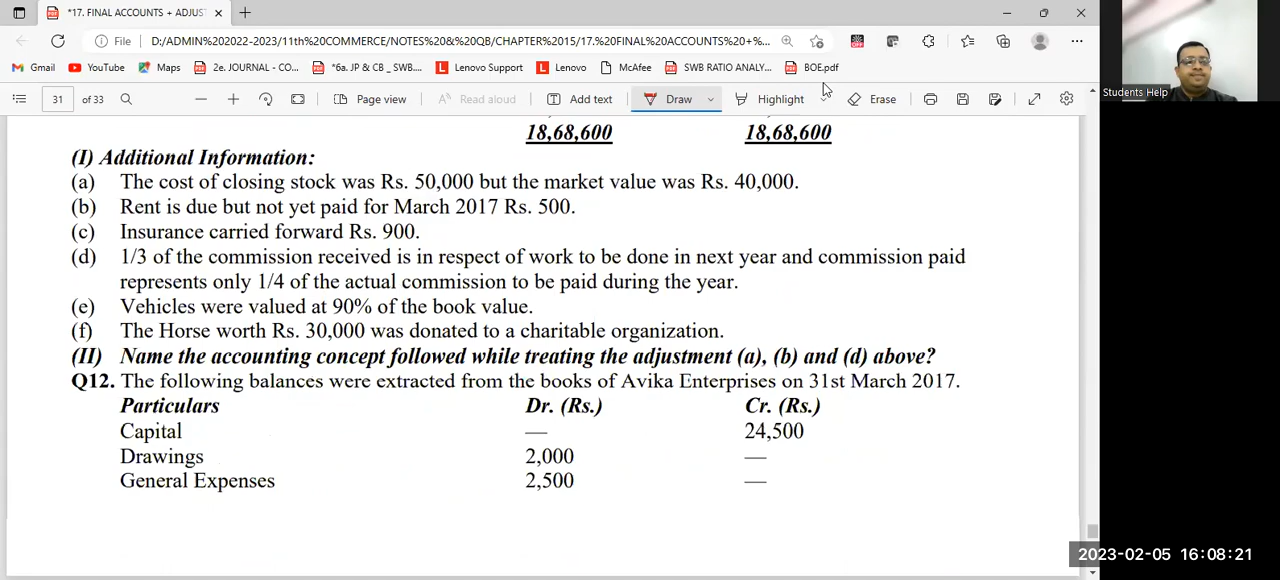 *17. FINAL ACCOUNTS + ADJUS
File D:/ADMIN%202022-2023/11th%20COMMERCE/NOTES%20&%20QB/CHAPTER%2015/17.%20FINAL%20ACCOUNTS%20+%...
Gmail YouTube Maps 2e. JOURNAL - CO... *6a. JP & CB _ SWB.... Lenovo Support Lenovo McAfee SWB RATIO ANALY... BOE.pdf
31 of 33 Page view Read aloud Add text Draw Highlight Erase
Students Help
18,68,600 18,68,600
(I) Additional Information:
(a) The cost of closing stock was Rs. 50,000 but the market value was Rs. 40,000.
(b) Rent is due but not yet paid for March 2017 Rs. 500.
(c) Insurance carried forward Rs. 900.
(d) 1/3 of the commission received is in respect of work to be done in next year and commission paid
represents only 1/4 of the actual commission to be paid during the year.
(e) Vehicles were valued at 90% of the book value.
(f) The Horse worth Rs. 30,000 was donated to a charitable organization.
(II) Name the accounting concept followed while treating the adjustment (a), (b) and (d) above?
Q12. The following balances were extracted from the books of Avika Enterprises on 31st March 2017.
Particulars Dr. (Rs.) Cr. (Rs.)
Capital — 24,500
Drawings 2,000 —
General Expenses 2,500 —
2023-02-05 16:08:21